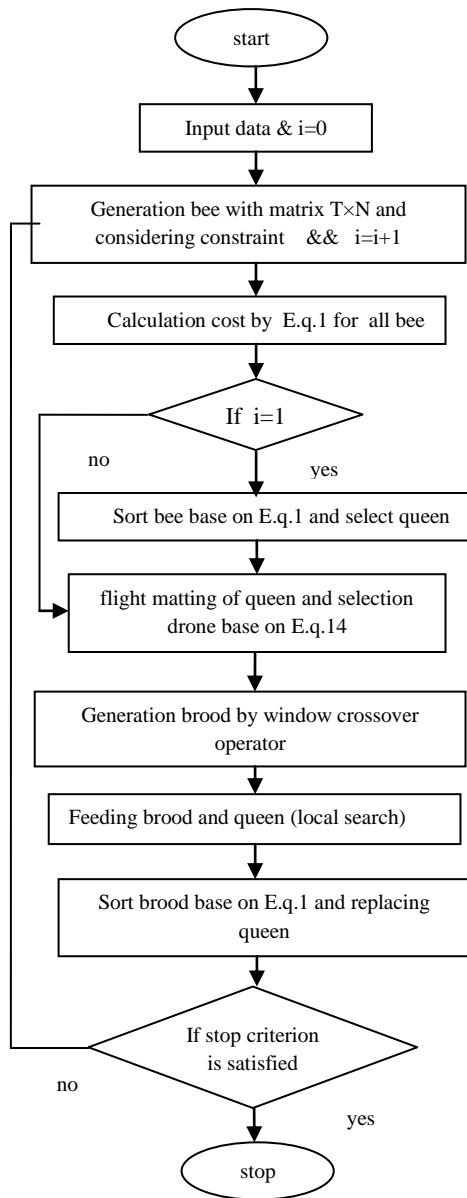 start
Input data & i=0
Generation bee with matrix T×N and
considering constraint && i=i+1
Calculation cost by E.q.1 for all bee
If i=1
no
yes
Sort bee base on E.q.1 and select queen
flight matting of queen and selection
drone base on E.q.14
Generation brood by window crossover
operator
Feeding brood and queen (local search)
Sort brood base on E.q.1 and replacing
queen
If stop criterion
is satisfied
no
yes
stop